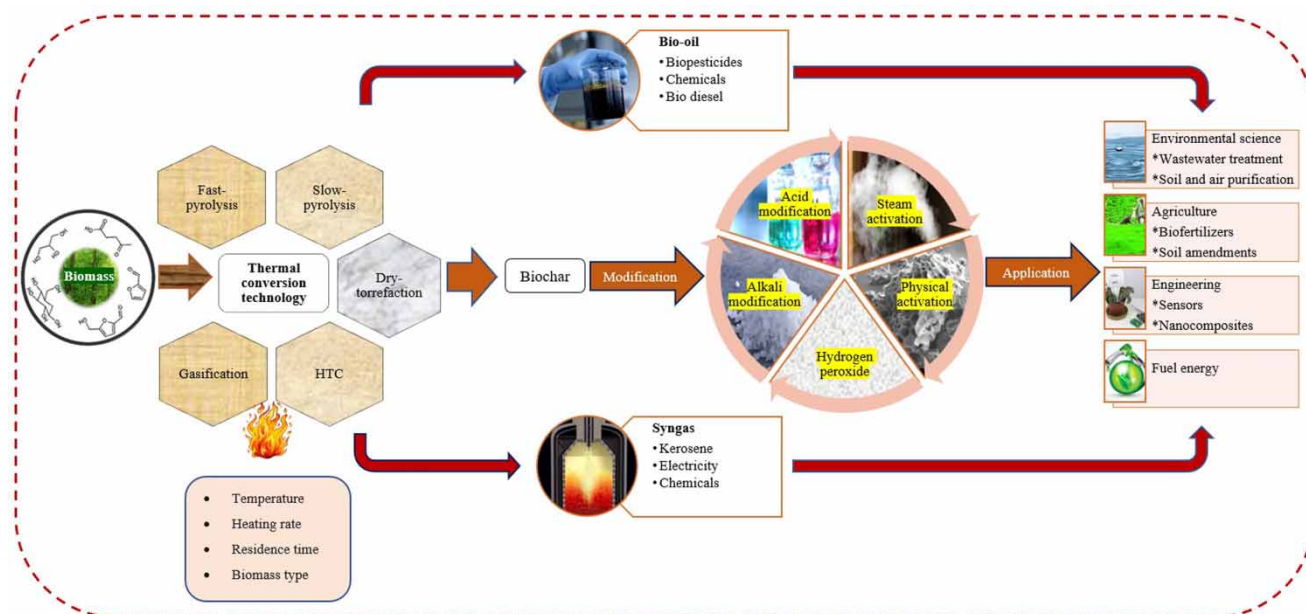 Bio-oil
• Biopesticides
• Chemicals
• Bio diesel
Biomass
Fast-
pyrolysis
Slow-
pyrolysis
Thermal
conversion
technology
Dry-
torrefaction
Gasification
HTC
• Temperature
• Heating rate
• Residence time
• Biomass type
Biochar
Modification
Acid
modification
Steam
activation
Alkali
modification
Physical
activation
Hydrogen
peroxide
Syngas
• Kerosene
• Electricity
• Chemicals
Application
Environmental science
*Wastewater treatment
*Soil and air purification
Agriculture
*Biofertilizers
*Soil amendments
Engineering
*Sensors
*Nanocomposites
Fuel energy